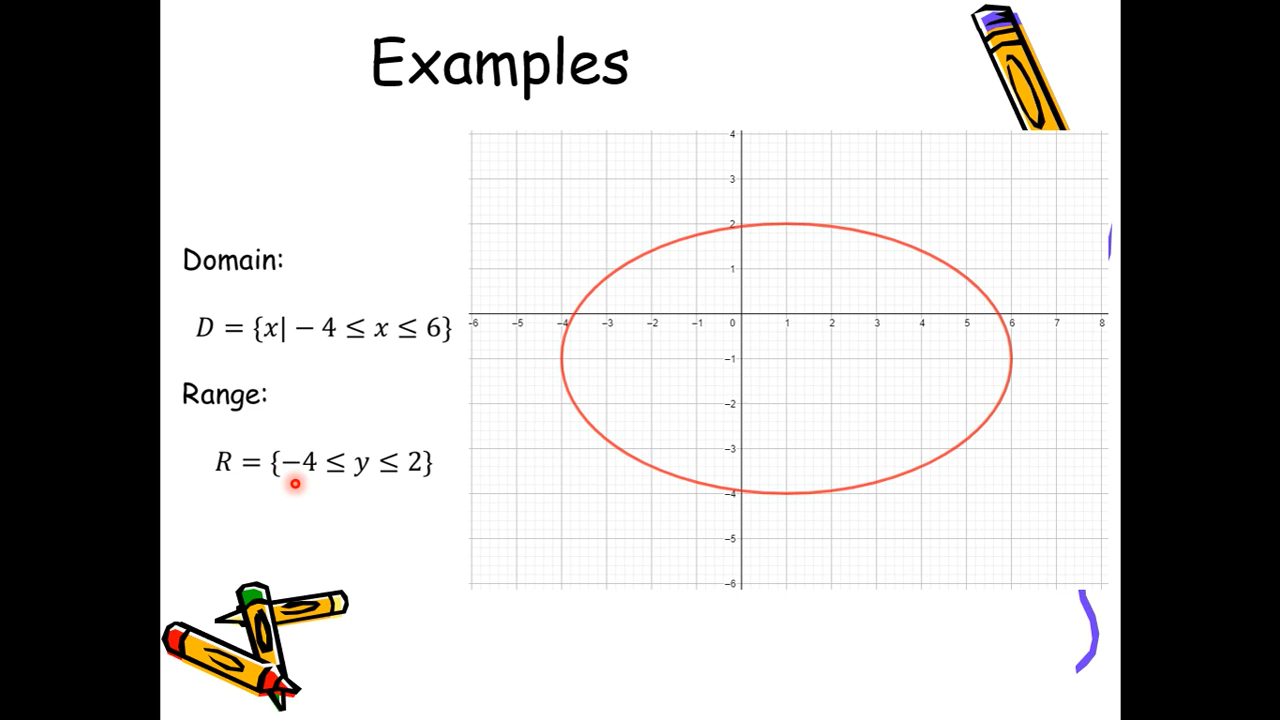 Examples
Domain:
D = {x| − 4 ≤ x ≤ 6}
Range:
R = {−4 ≤ y ≤ 2}
4
3
2
1
-6 −5 −4 −3 −2 −1 0 1 2 3 4 5 6 7 8
−1
−2
−3
−4
−5
−6